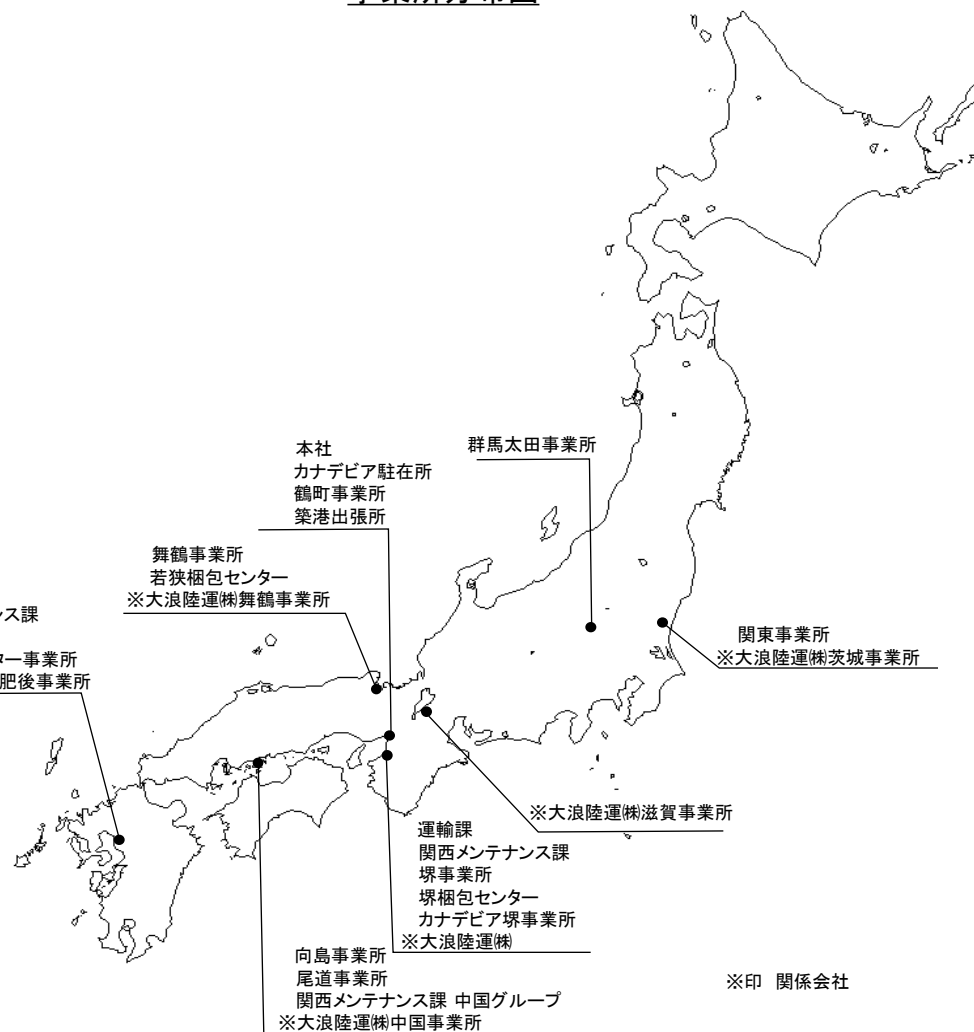 事業所分布図
本社
カナデビア駐在所
鶴町事業所
築港出張所
群馬太田事業所
舞鶴事業所
若狭梱包センター
※大浪陸運㈱舞鶴事業所
ンス課
ター事業所
肥後事業所
関東事業所
※大浪陸運㈱茨城事業所
※大浪陸運㈱滋賀事業所
運輸課
関西メンテナンス課
堺事業所
堺梱包センター
カナデビア堺事業所
※大浪陸運㈱
向島事業所
尾道事業所
関西メンテナンス課 中国グループ
※大浪陸運㈱中国事業所
※印 関係会社